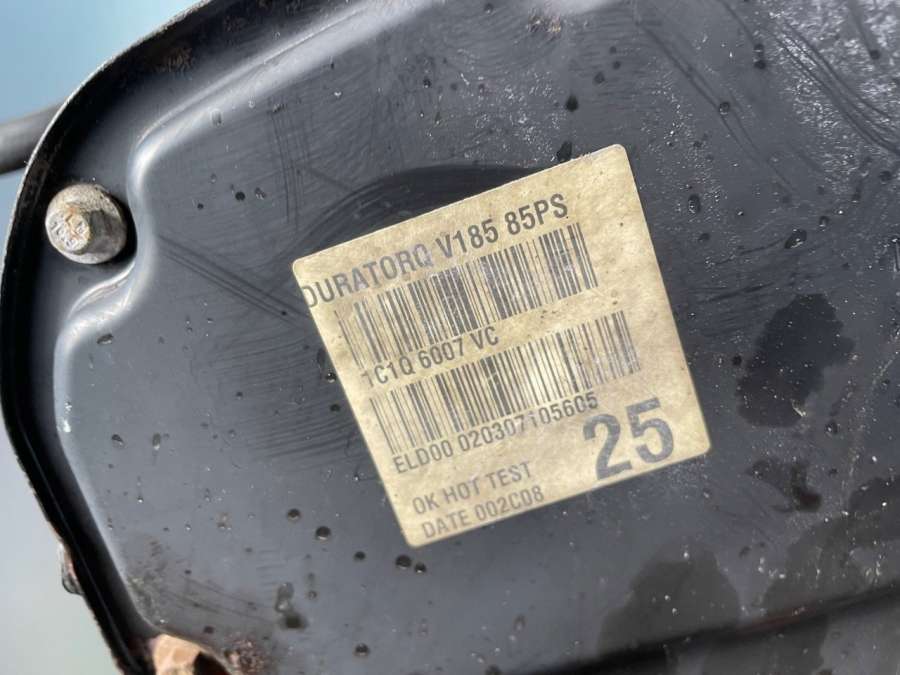 DURATORQ V185 85PS
1C1Q 6007 VC
ELD00 020307105605
25
OK HOT TEST
DATE 002C08